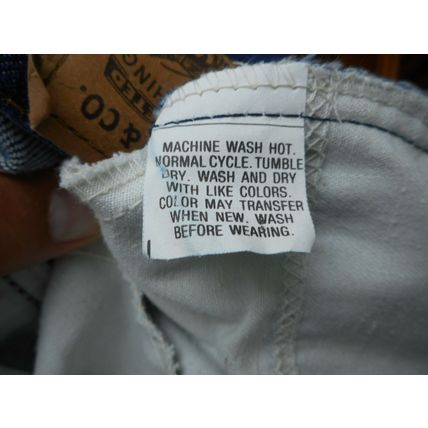 & CO.
MACHINE WASH HOT.
NORMAL CYCLE. TUMBLE
DRY. WASH AND DRY
WITH LIKE COLORS.
COLOR MAY TRANSFER
WHEN NEW. WASH
BEFORE WEARING.